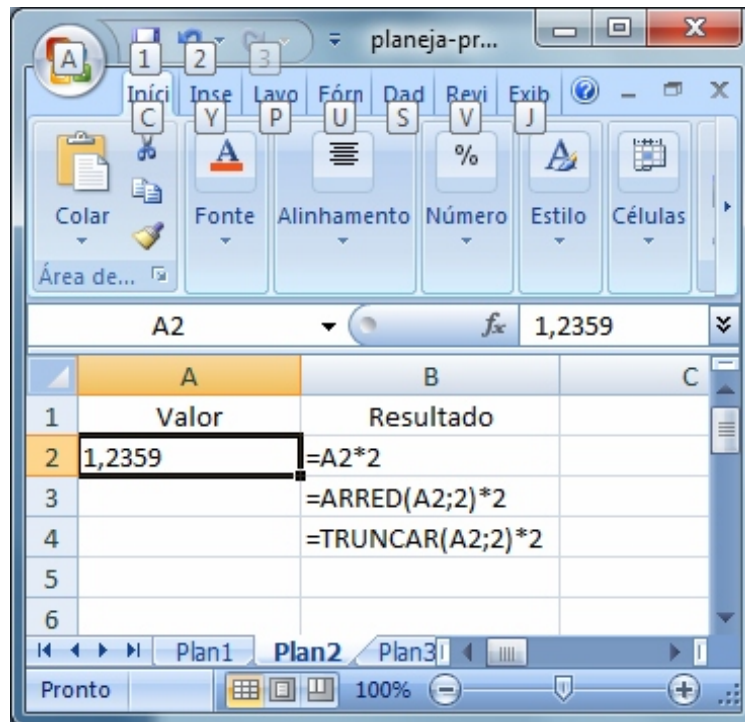 planeja-pr...
A 1 2 3
Iníci Inse Lavo Fórn Dad Revi Exib
C Y P U S V J
Colar Fonte Alinhamento Número Estilo Células
Área de...
A2 fx 1,2359
A B C
1 Valor Resultado
2 1,2359 =A2*2
3 =ARRED(A2;2)*2
4 =TRUNCAR(A2;2)*2
5
6
Plan1 Plan2 Plan3
Pronto 100%